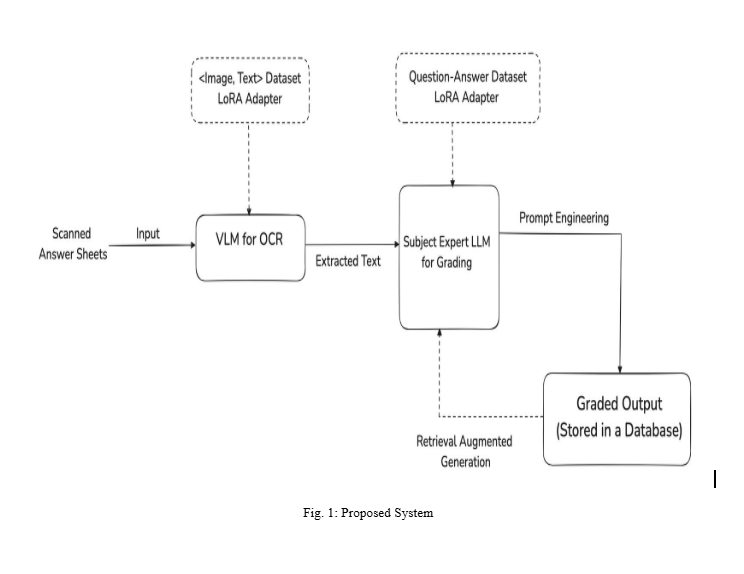 <Image, Text> Dataset
LoRA Adapter
Question-Answer Dataset
LoRA Adapter
Scanned
Answer Sheets
Input
VLM for OCR
Extracted Text
Subject Expert LLM
for Grading
Prompt Engineering
Graded Output
(Stored in a Database)
Retrieval Augmented
Generation
Fig. 1: Proposed System